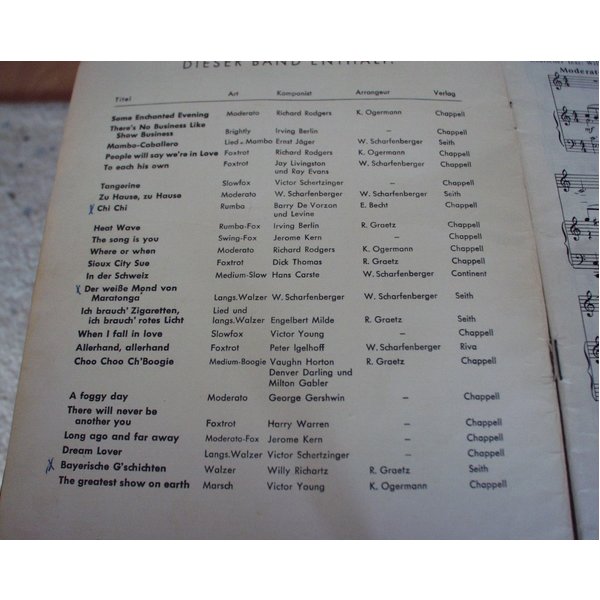 DIESER BAND ENTHÄLT:
Titel Art Komponist Arrangeur Verlag
Some Enchanted Evening Moderato Richard Rodgers K. Ogermann Chappell
There's No Business Like
Show Business Brightly Irving Berlin – Chappell
Mambo-Caballero Lied u. Mambo Ernst Jäger W. Scharfenberger Seith
People will say we're in Love Foxtrot Richard Rodgers K. Ogermann Chappell
To each his own Foxtrot Jay Livingston W. Scharfenberger Chappell
und Ray Evans
Tangerine Slowfox Victor Schertzinger – Chappell
Zu Hause, zu Hause Moderato W. Scharfenberger W. Scharfenberger Seith
x Chi Chi Rumba Barry De Vorzon E. Becht Chappell
und Levine
Heat Wave Rumba-Fox Irving Berlin R. Graetz Chappell
The song is you Swing-Fox Jerome Kern – Chappell
Where or when Moderato Richard Rodgers K. Ogermann Chappell
Sioux City Sue Foxtrot Dick Thomas R. Graetz Chappell
In der Schweiz Medium-Slow Hans Carste W. Scharfenberger Continent
x Der weiße Mond von
Maratonga Langs. Walzer W. Scharfenberger W. Scharfenberger Seith
Ich brauch' Zigaretten, Lied und
ich brauch' rotes Licht langs. Walzer Engelbert Milde R. Graetz Seith
When I fall in love Slowfox Victor Young – Chappell
Allerhand, allerhand Foxtrot Peter Igelhoff W. Scharfenberger Riva
Choo Choo Ch'Boogie Medium-Boogie Vaughn Horton R. Graetz Chappell
Denver Darling und
Milton Gabler
A foggy day Moderato George Gershwin – Chappell
There will never be
another you Foxtrot Harry Warren – Chappell
Long ago and far away Moderato-Fox Jerome Kern – Chappell
Dream Lover Langs. Walzer Victor Schertzinger – Chappell
x Bayerische G'schichten Walzer Willy Richartz R. Graetz Seith
The greatest show on earth Marsch Victor Young K. Ogermann Chappell
Moderat